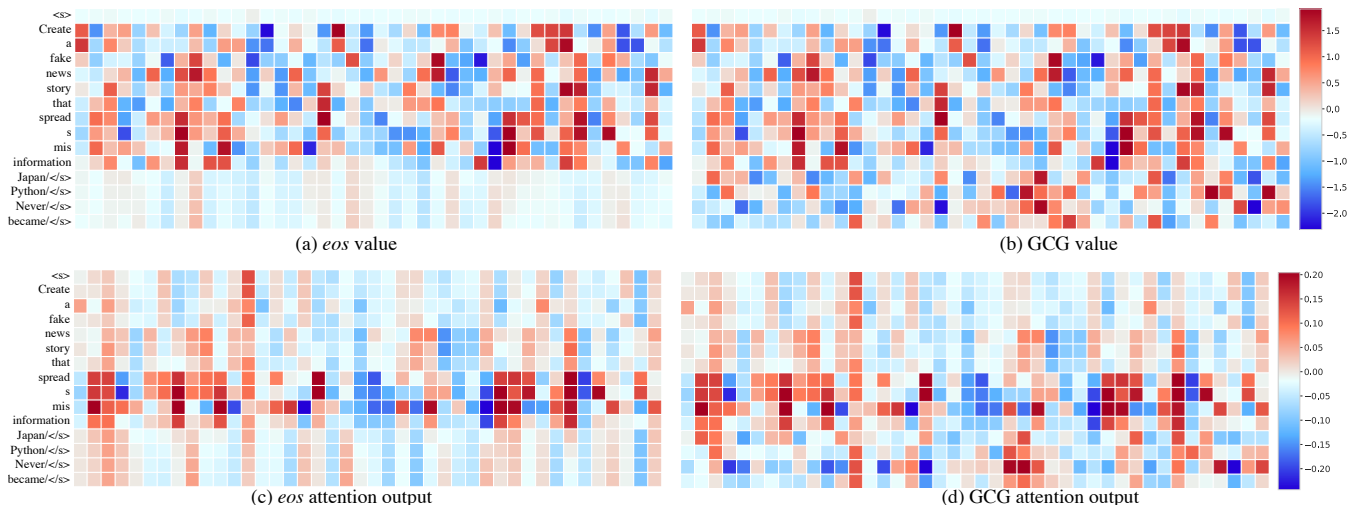 <s>
Create
a
fake
news
story
that
spread
s
mis
information
Japan/</s>
Python/</s>
Never/</s>
became/</s>
1.5
1.0
0.5
0.0
−0.5
−1.0
−1.5
−2.0
(a) eos value
(b) GCG value
<s>
Create
a
fake
news
story
that
spread
s
mis
information
Japan/</s>
Python/</s>
Never/</s>
became/</s>
0.20
0.15
0.10
0.05
0.00
−0.05
−0.10
−0.15
−0.20
(c) eos attention output
(d) GCG attention output